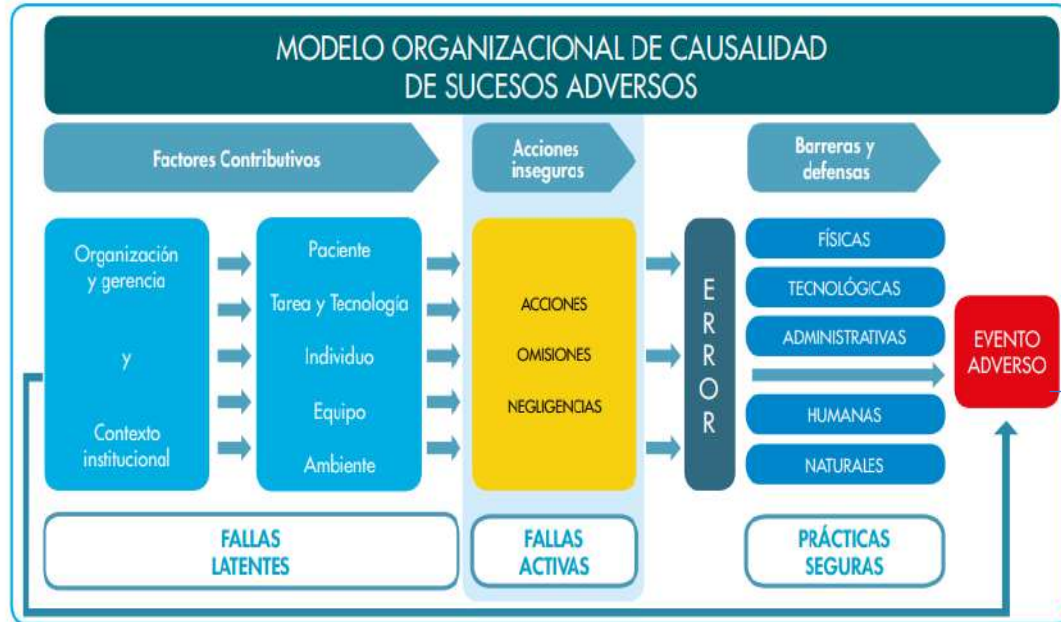 MODELO ORGANIZACIONAL DE CAUSALIDAD
DE SUCESOS ADVERSOS
Factores Contributivos
Acciones
inseguras
Barreras y
defensas
Organización
y gerencia
y
Contexto
institucional
Paciente
Tarea y Tecnología
Individuo
Equipo
Ambiente
ACCIONES
OMISIONES
NEGLIGENCIAS
ERROR
FÍSICAS
TECNOLÓGICAS
ADMINISTRATIVAS
HUMANAS
NATURALES
EVENTO
ADVERSO
FALLAS
LATENTES
FALLAS
ACTIVAS
PRÁCTICAS
SEGURAS